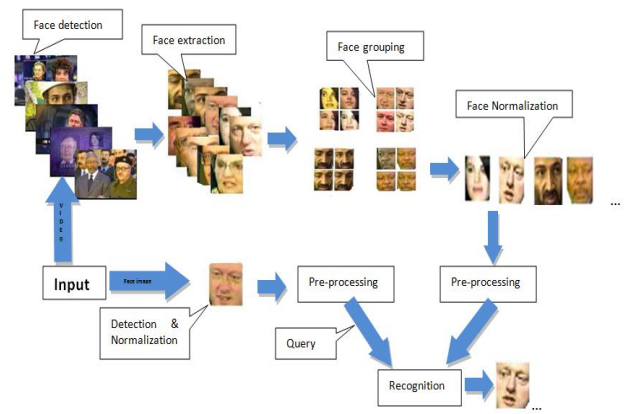 Face detection
Face extraction
Face grouping
Face Normalization
...
VIDEO
Input
Face image
Detection &
Normalization
Pre-processing
Pre-processing
Query
Recognition
...